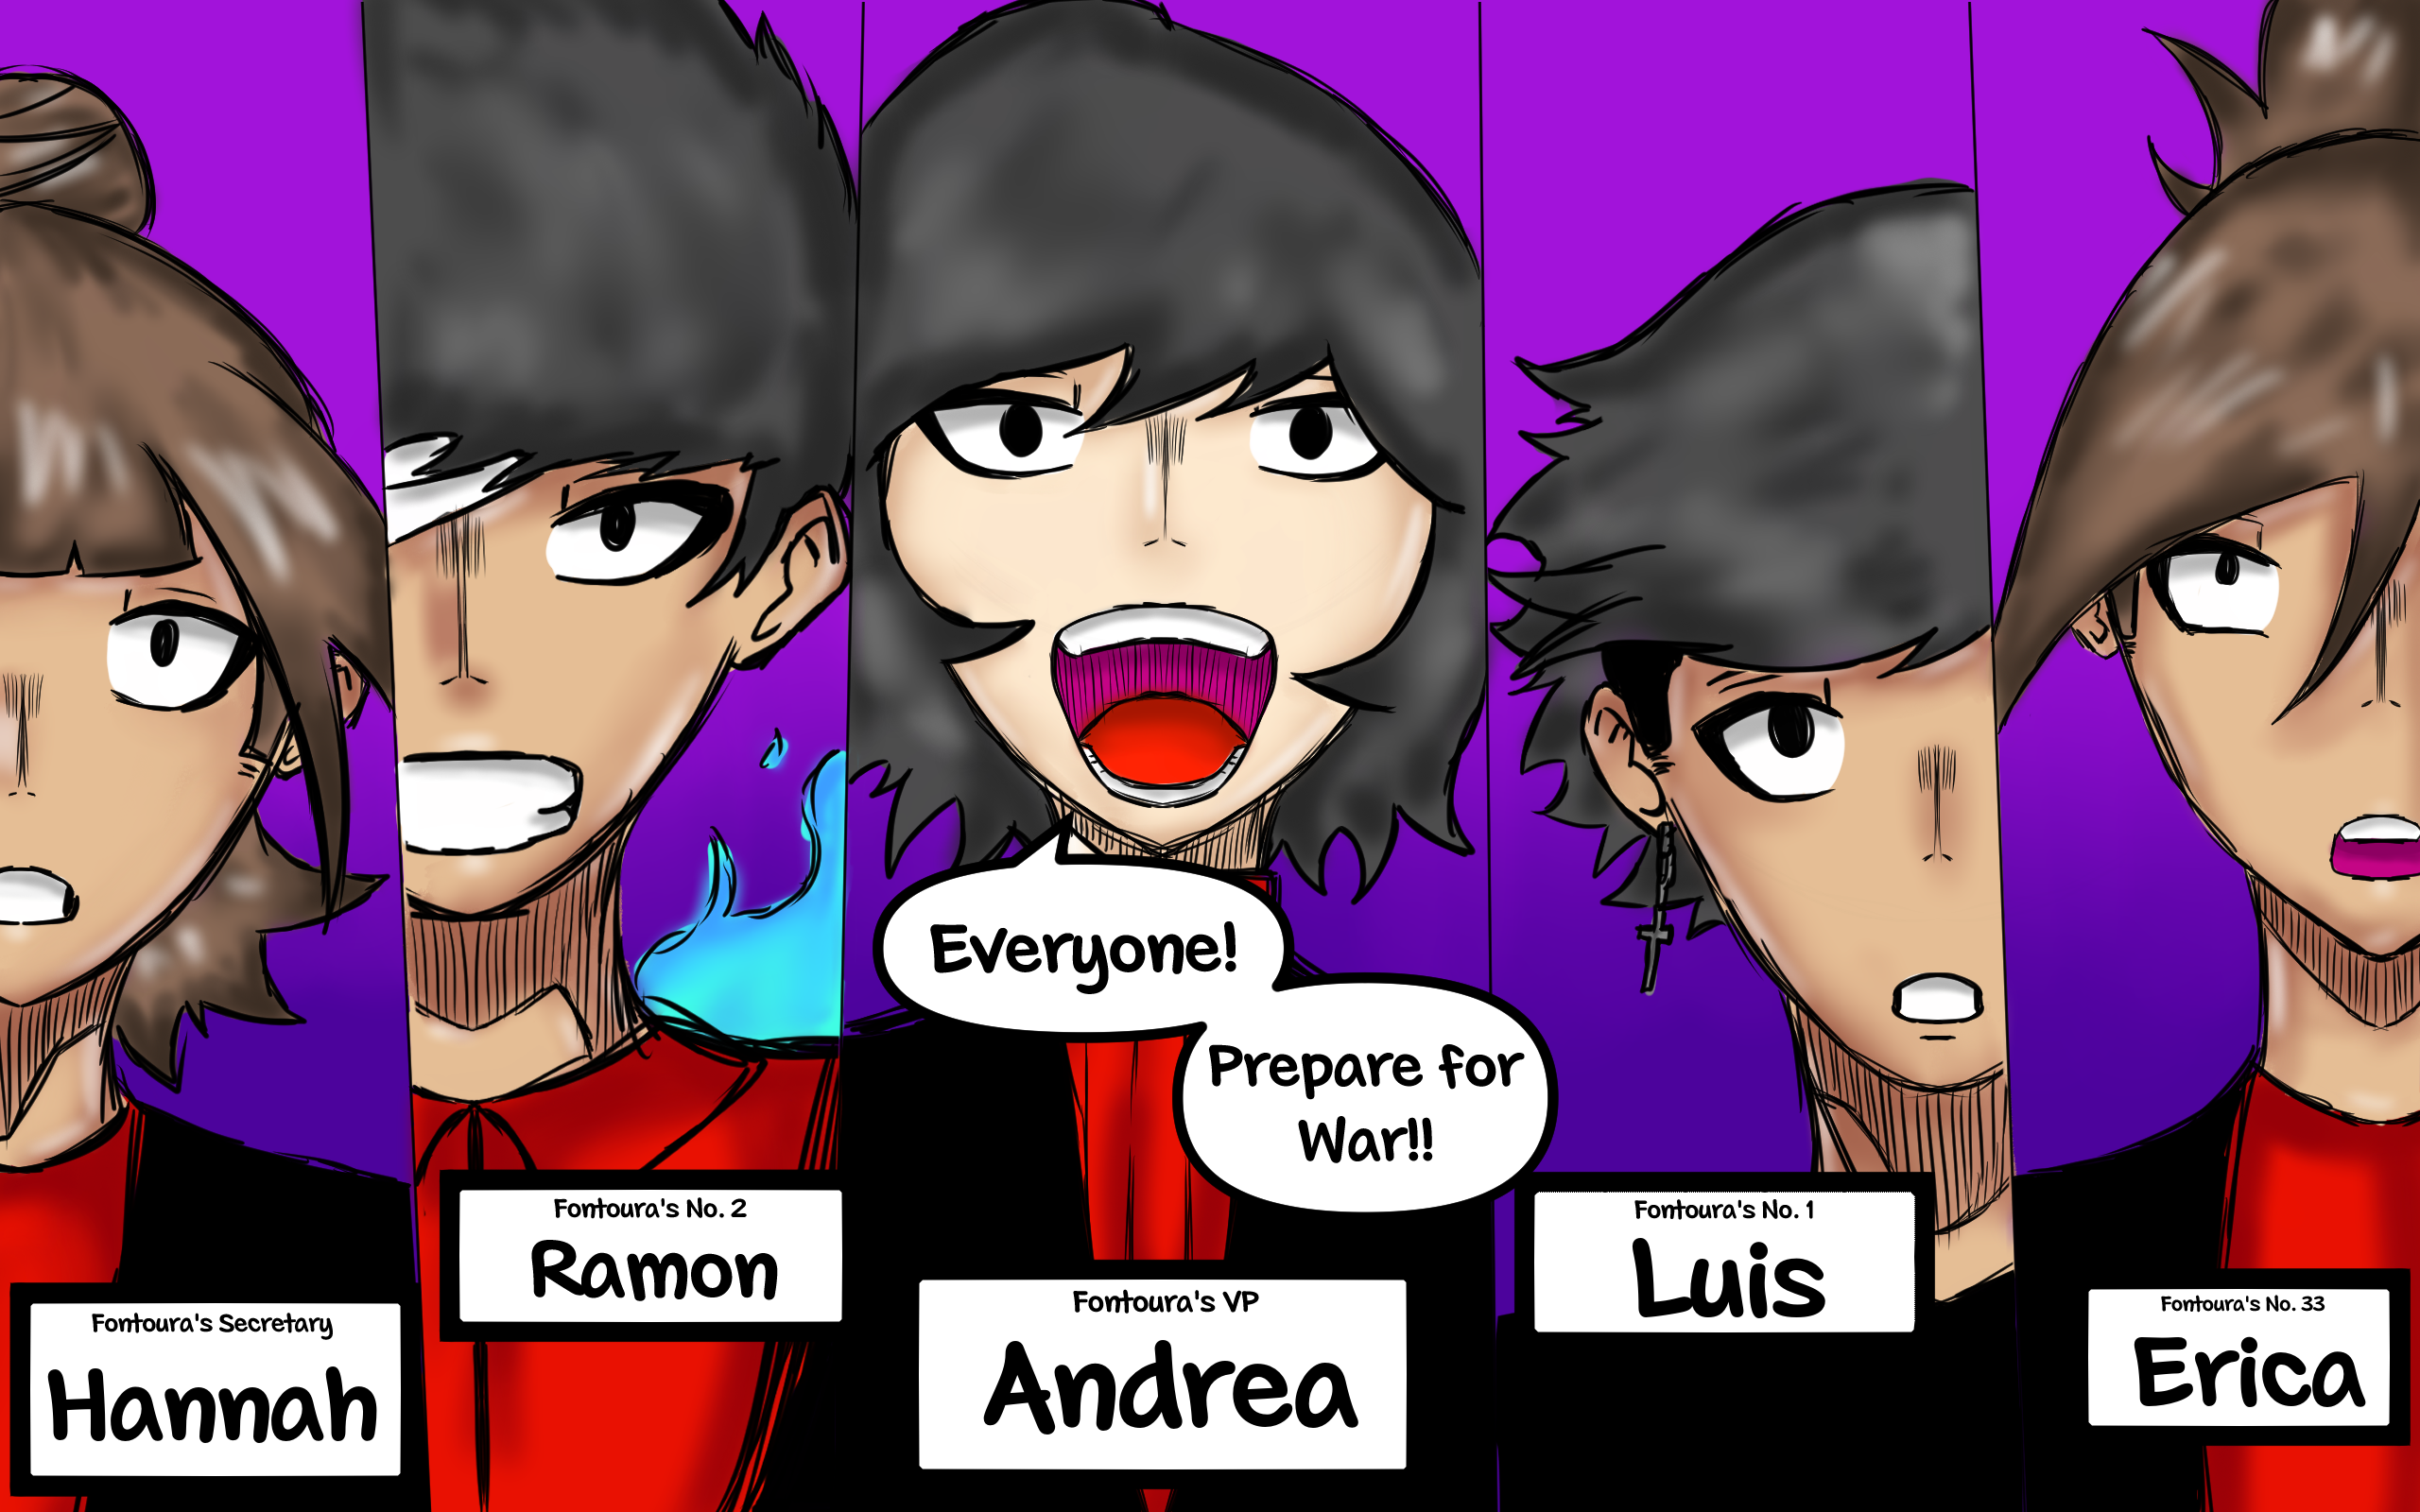 Everyone!
Prepare for
War!!
Fontoura's Secretary
Hannah
Fontoura's No. 2
Ramon
Fontoura's VP
Andrea
Fontoura's No. 1
Luis
Fontoura's No. 33
Erica